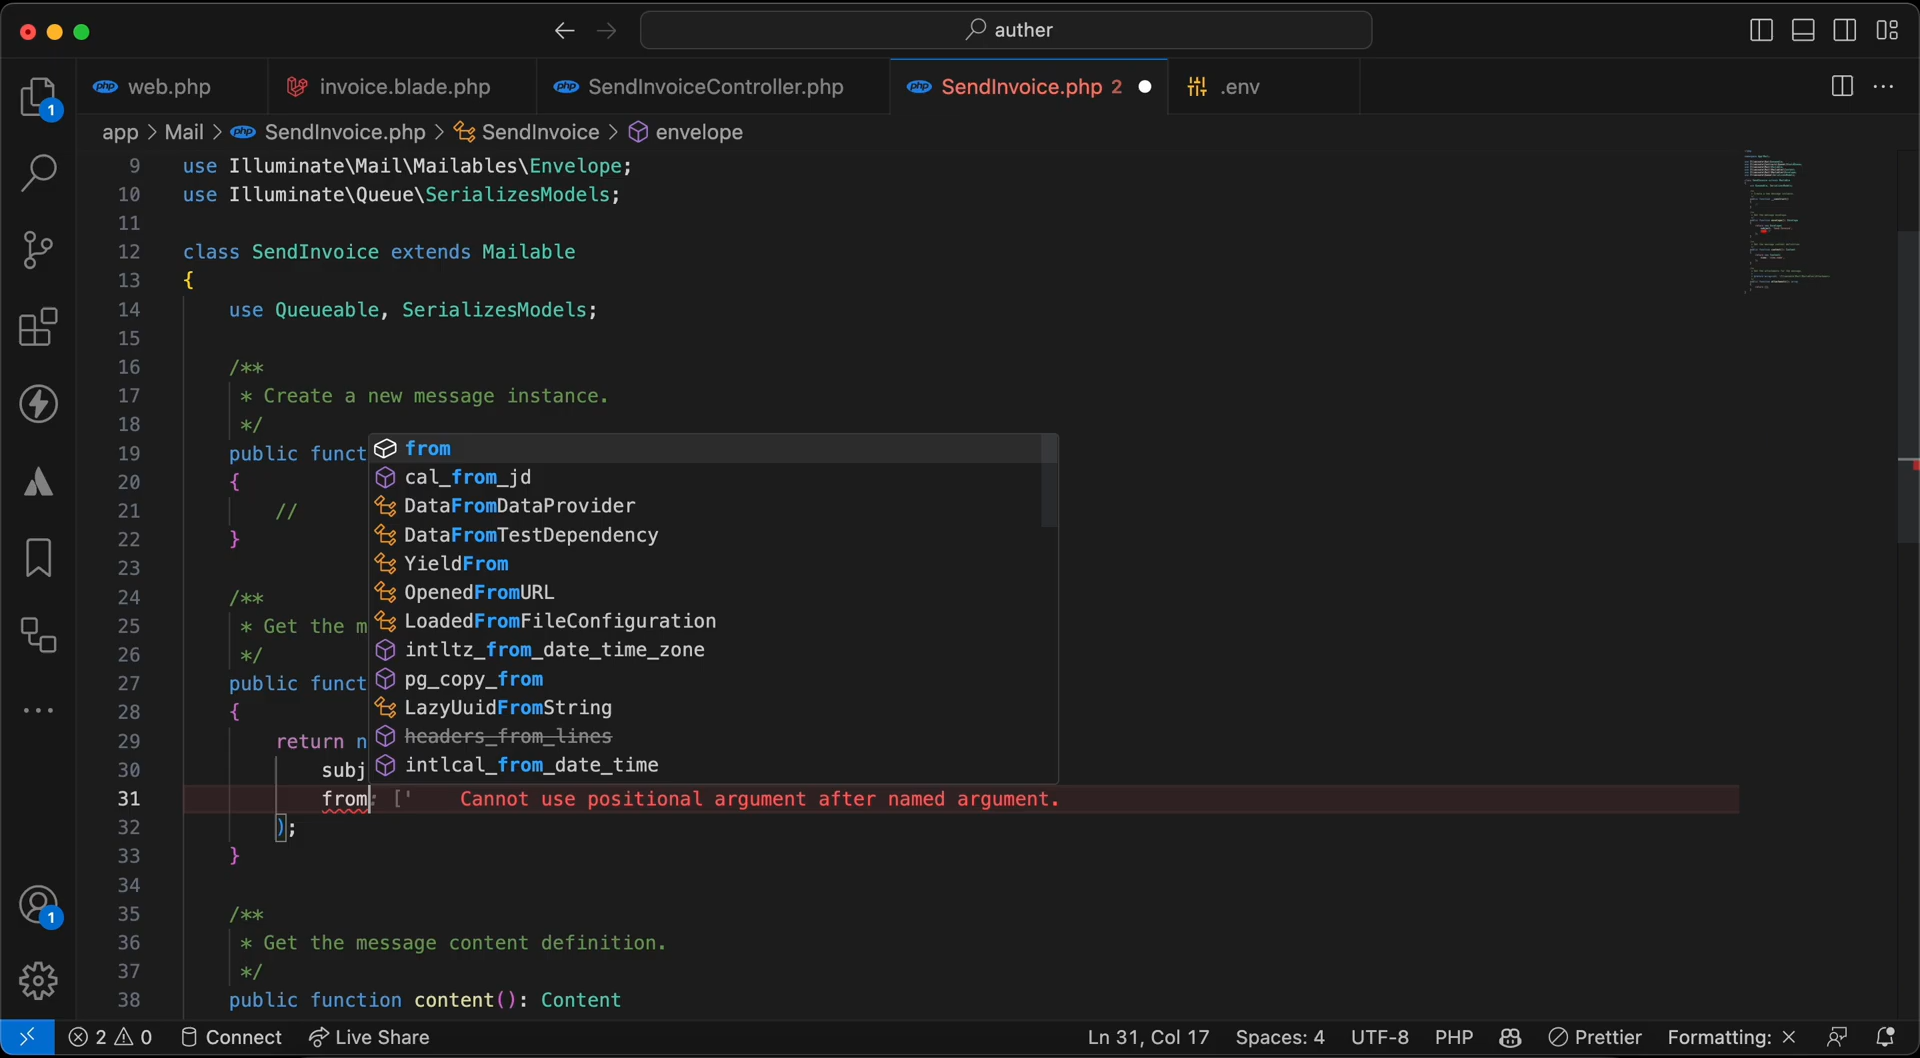 auther
web.php
invoice.blade.php
SendInvoiceController.php
SendInvoice.php 2
.env
app > Mail > SendInvoice.php > SendInvoice > envelope
9 use Illuminate\Mail\Mailables\Envelope;
10 use Illuminate\Queue\SerializesModels;
11
12 class SendInvoice extends Mailable
13 {
14 use Queueable, SerializesModels;
15
16 /**
17 * Create a new message instance.
18 */
19 public funct
20 {
21 //
22 }
23
24 /**
25 * Get the m
26 */
27 public funct
28 {
29 return n
30 subj
31 from: [' Cannot use positional argument after named argument.
32 );
33 }
34
35 /**
36 * Get the message content definition.
37 */
38 public function content(): Content
from
cal_from_jd
DataFromDataProvider
DataFromTestDependency
YieldFrom
OpenedFromURL
LoadedFromFileConfiguration
intltz_from_date_time_zone
pg_copy_from
LazyUuidFromString
headers_from_lines
intlcal_from_date_time
1
1
2 0 Connect Live Share
Ln 31, Col 17 Spaces: 4 UTF-8 PHP Prettier Formatting: ×